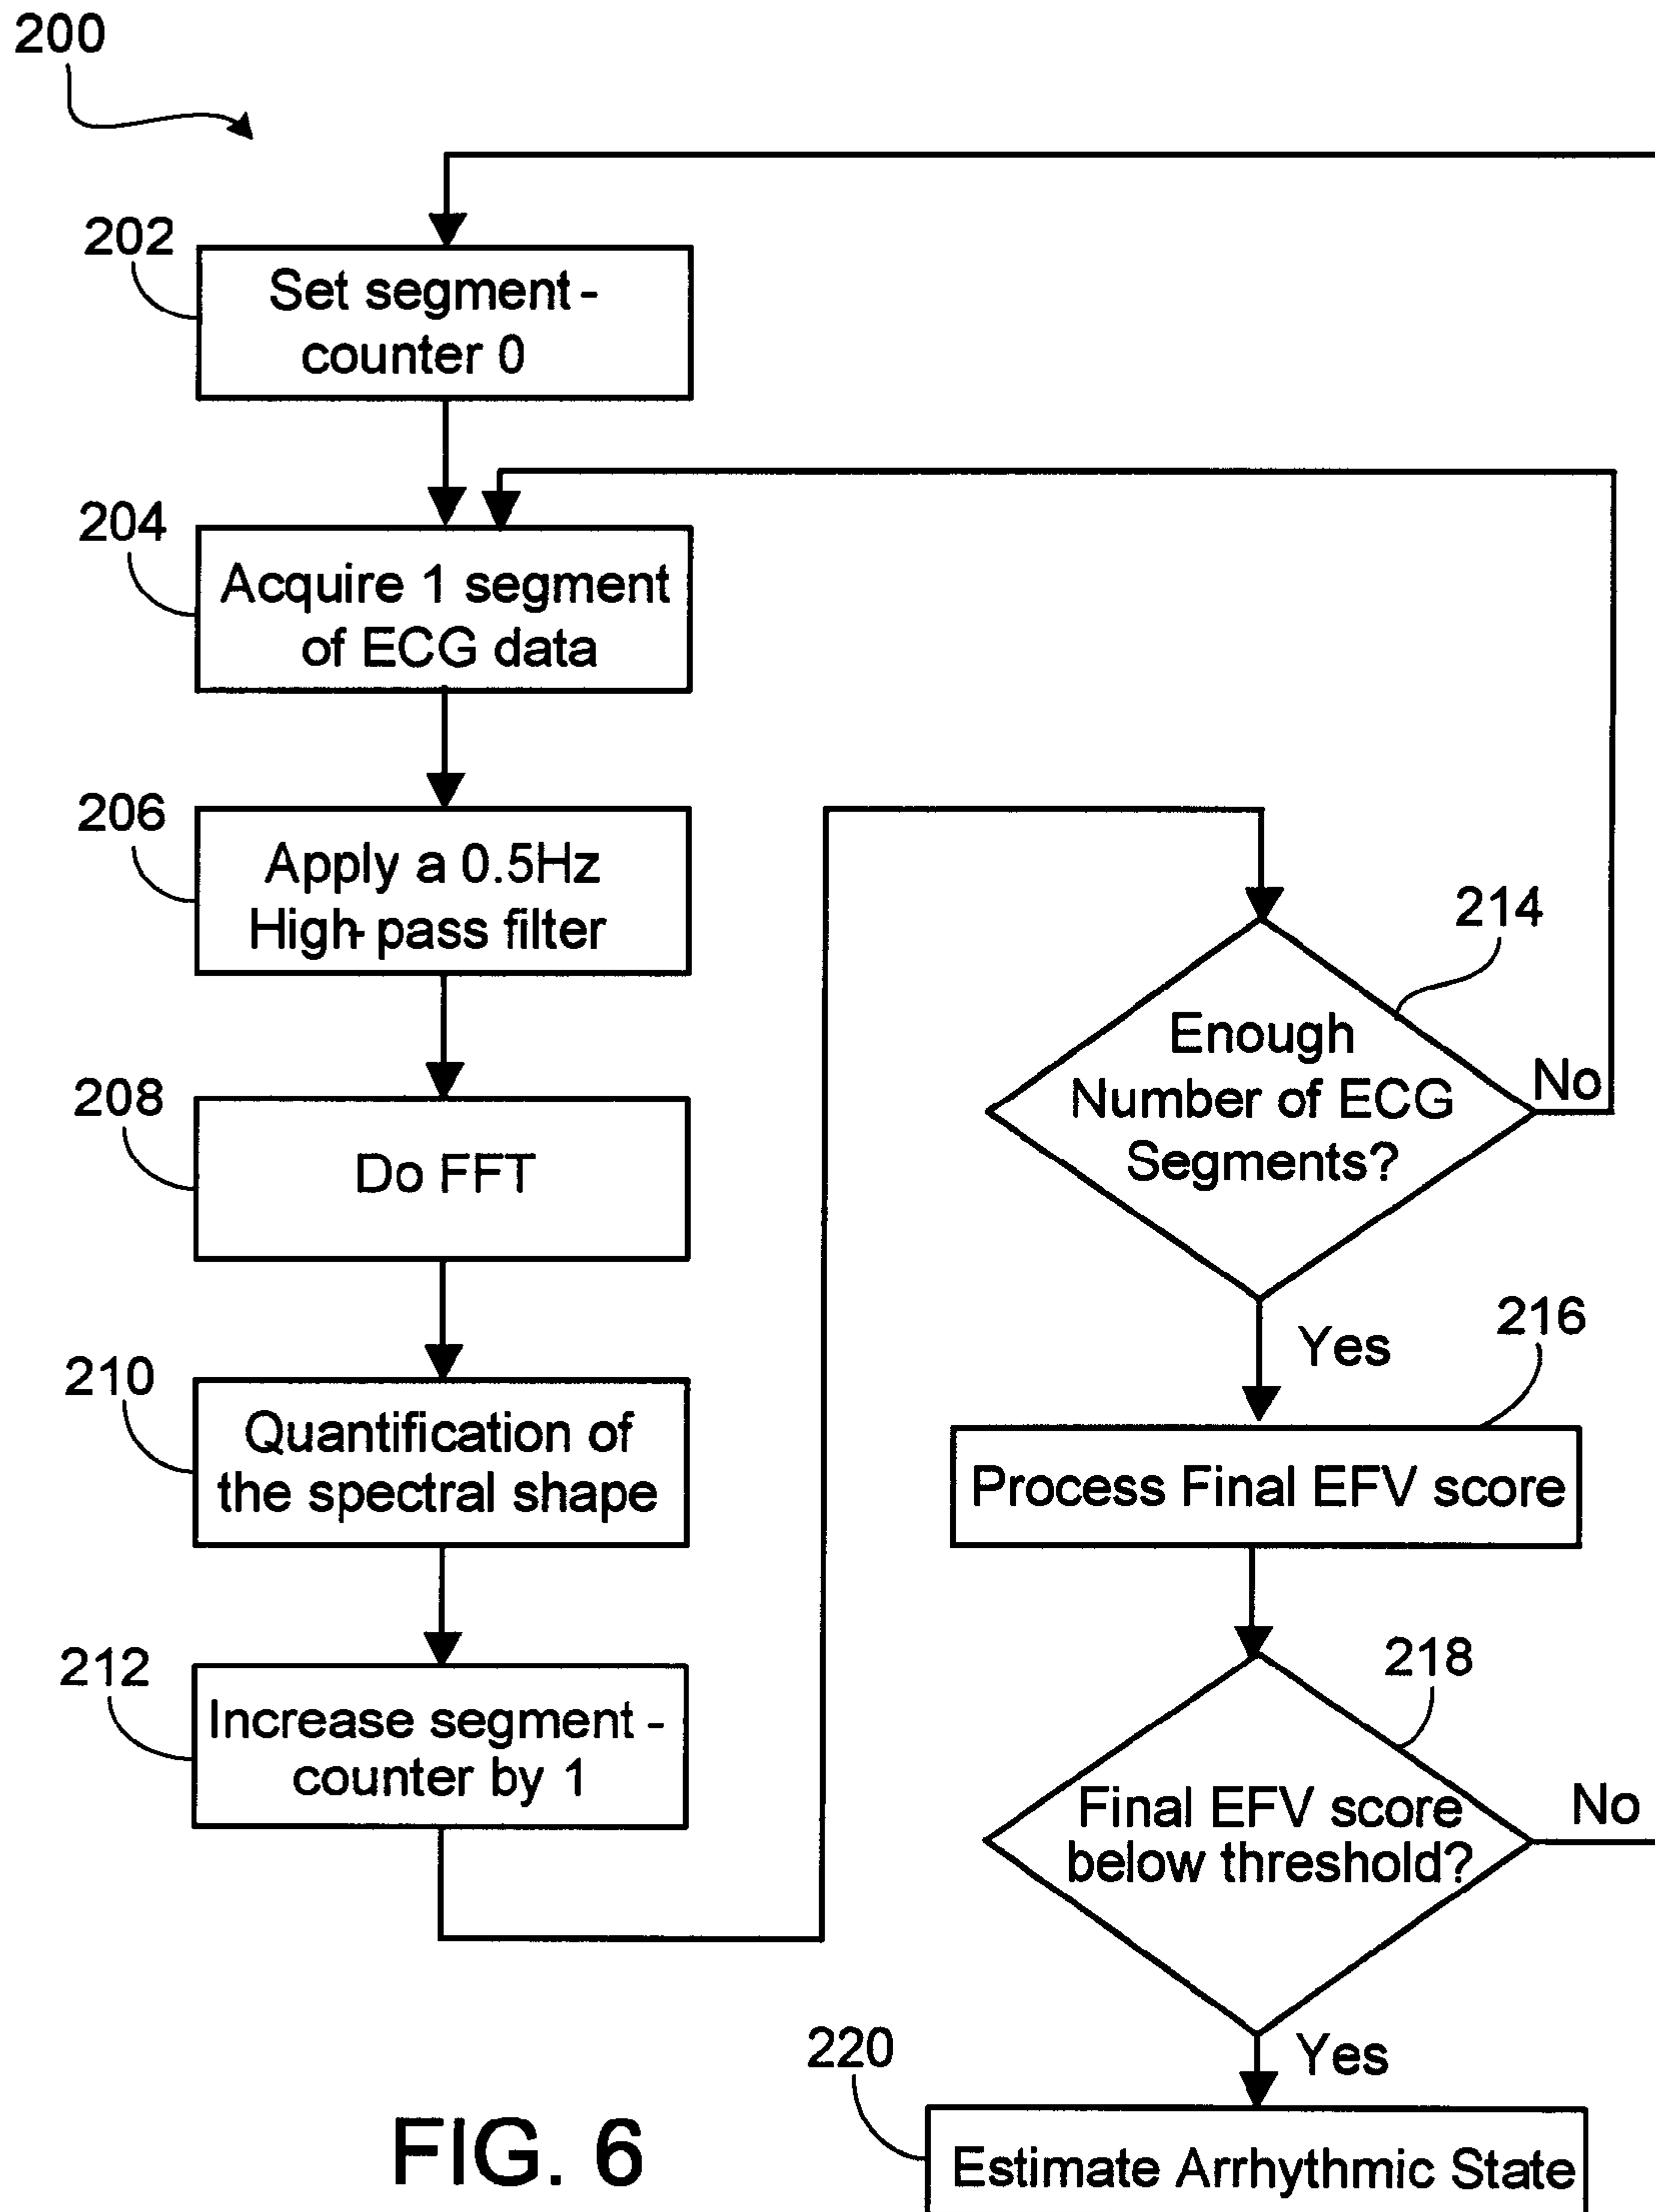 200
202
Set segment-
counter 0
204
Acquire 1 segment
of ECG data
206
Apply a 0.5Hz
High-pass filter
208
Do FFT
210
Quantification of
the spectral shape
212
Increase segment-
counter by 1
214
Enough
Number of ECG
Segments?
No
Yes
216
Process Final EFV score
218
Final EFV score
below threshold?
No
Yes
220
Estimate Arrhythmic State
FIG. 6